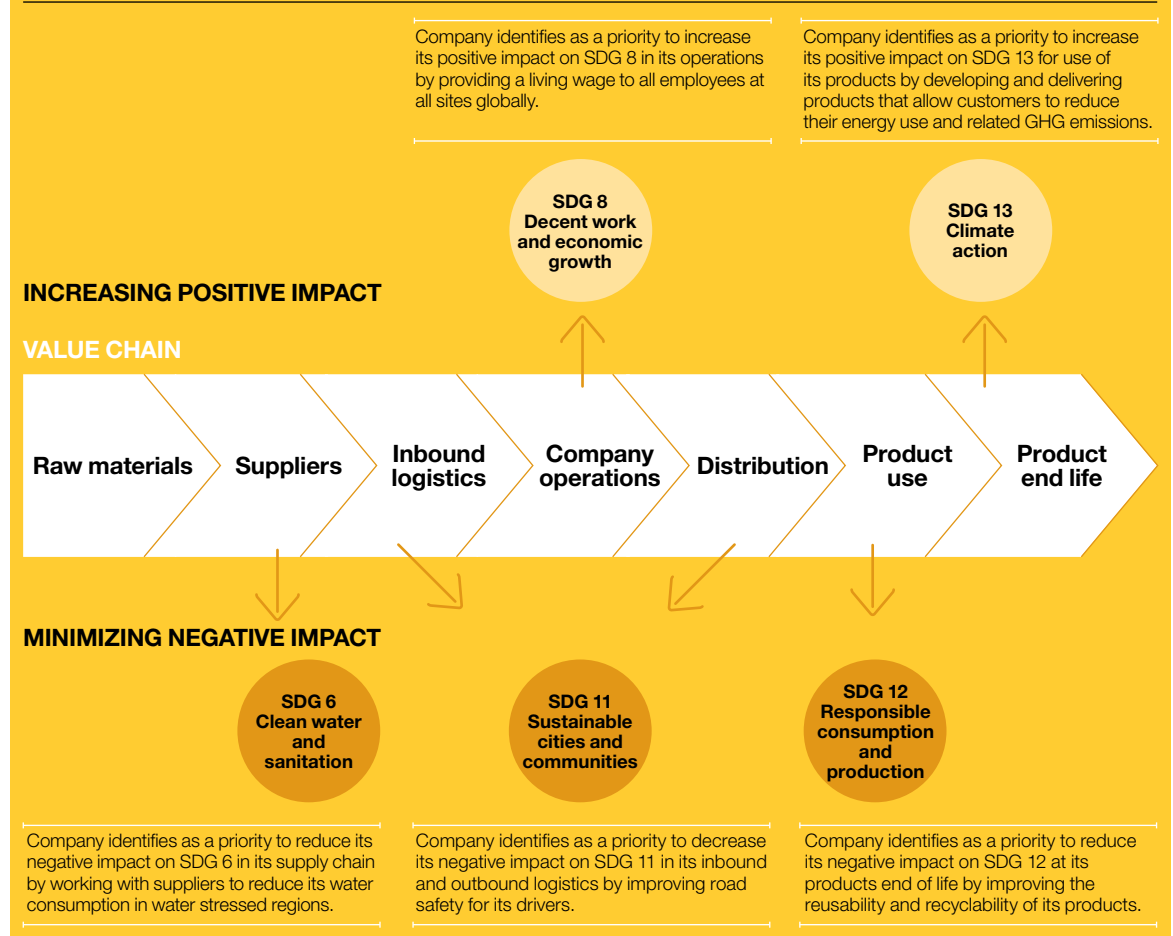 Company identifies as a priority to increase
its positive impact on SDG 8 in its operations
by providing a living wage to all employees at
all sites globally.
Company identifies as a priority to increase
its positive impact on SDG 13 for use of
its products by developing and delivering
products that allow customers to reduce
their energy use and related GHG emissions.
SDG 8
Decent work
and economic
growth
SDG 13
Climate
action
INCREASING POSITIVE IMPACT
VALUE CHAIN
Raw materials
Suppliers
Inbound
logistics
Company
operations
Distribution
Product
use
Product
end life
MINIMIZING NEGATIVE IMPACT
SDG 6
Clean water
and
sanitation
SDG 11
Sustainable
cities and
communities
SDG 12
Responsible
consumption
and
production
Company identifies as a priority to reduce its
negative impact on SDG 6 in its supply chain
by working with suppliers to reduce its water
consumption in water stressed regions.
Company identifies as a priority to decrease
its negative impact on SDG 11 in its inbound
and outbound logistics by improving road
safety for its drivers.
Company identifies as a priority to reduce
its negative impact on SDG 12 at its
products end of life by improving the
reusability and recyclability of its products.